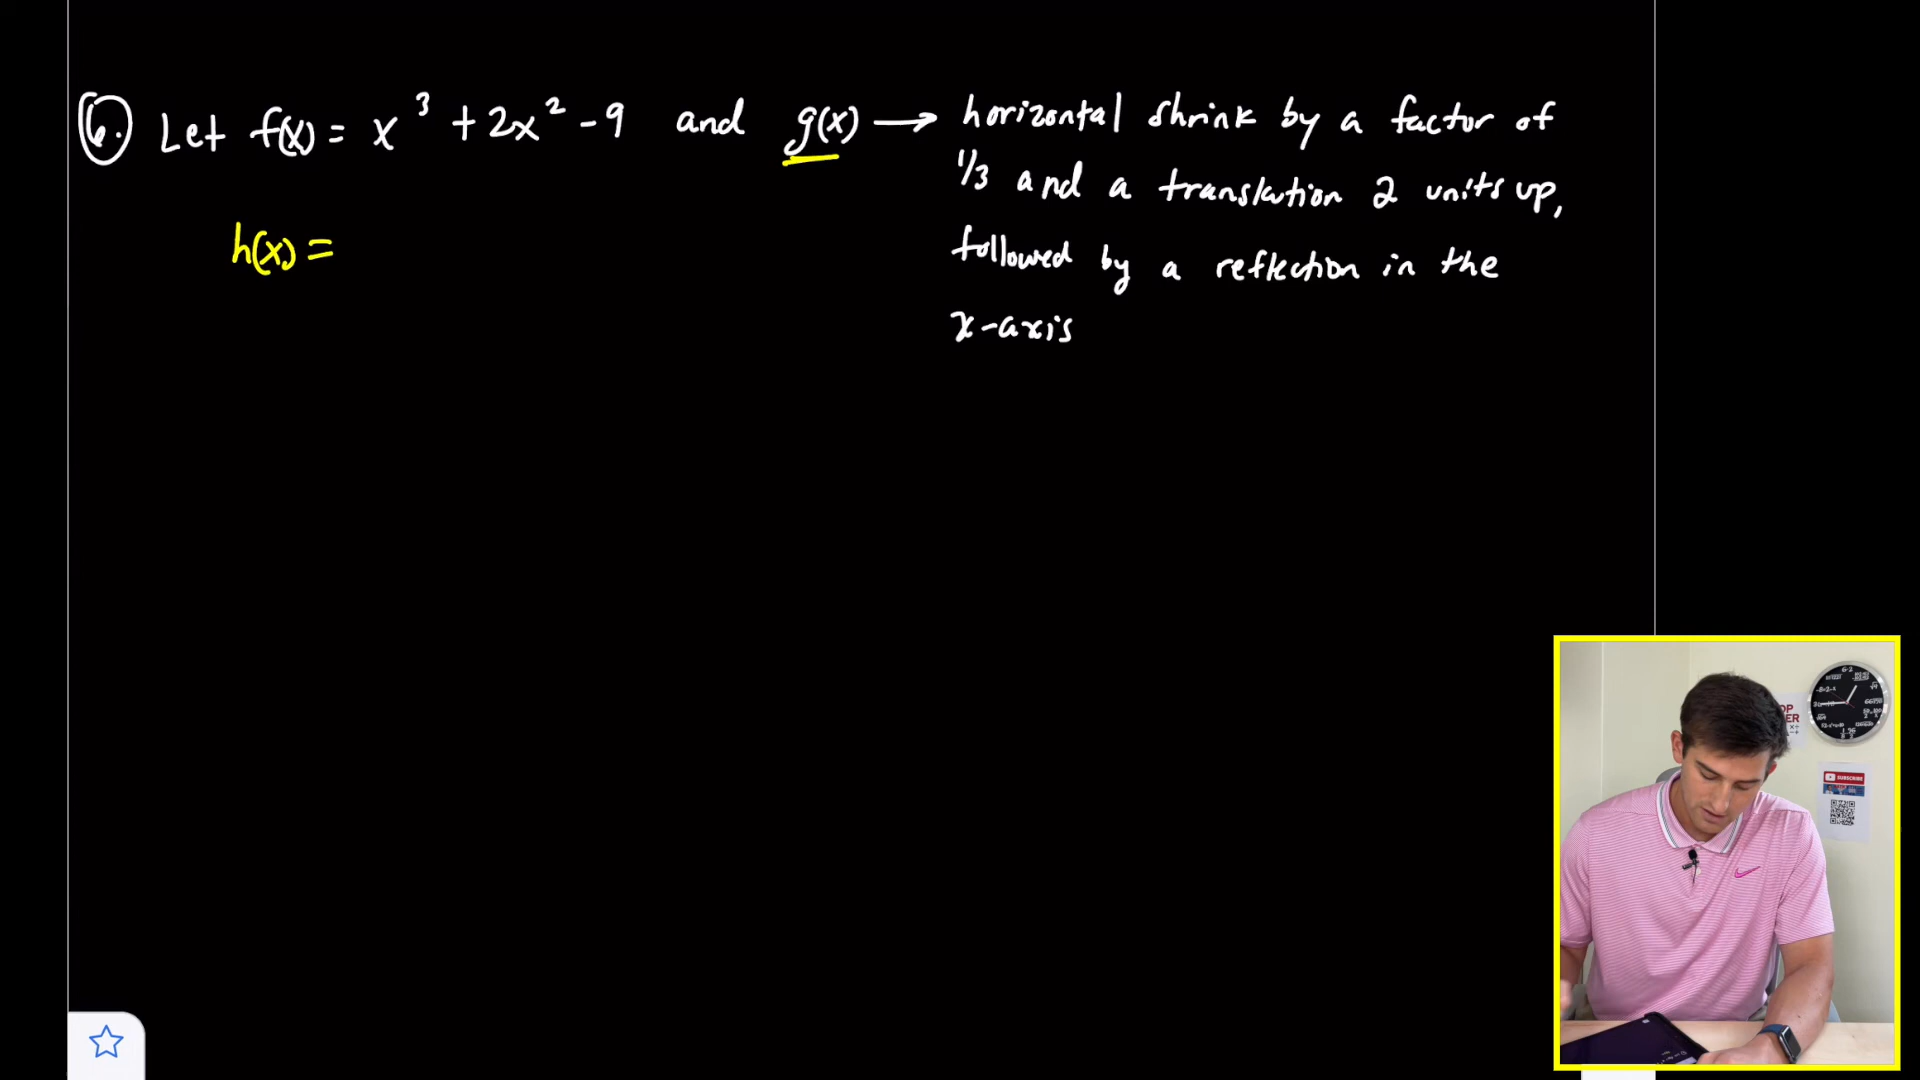 6. Let f(x) = x³ + 2x² - 9 and g(x) → horizontal shrink by a factor of
1/3 and a translation 2 units up,
h(x) =
followed by a reflection in the
x-axis
SUBSCRIBE